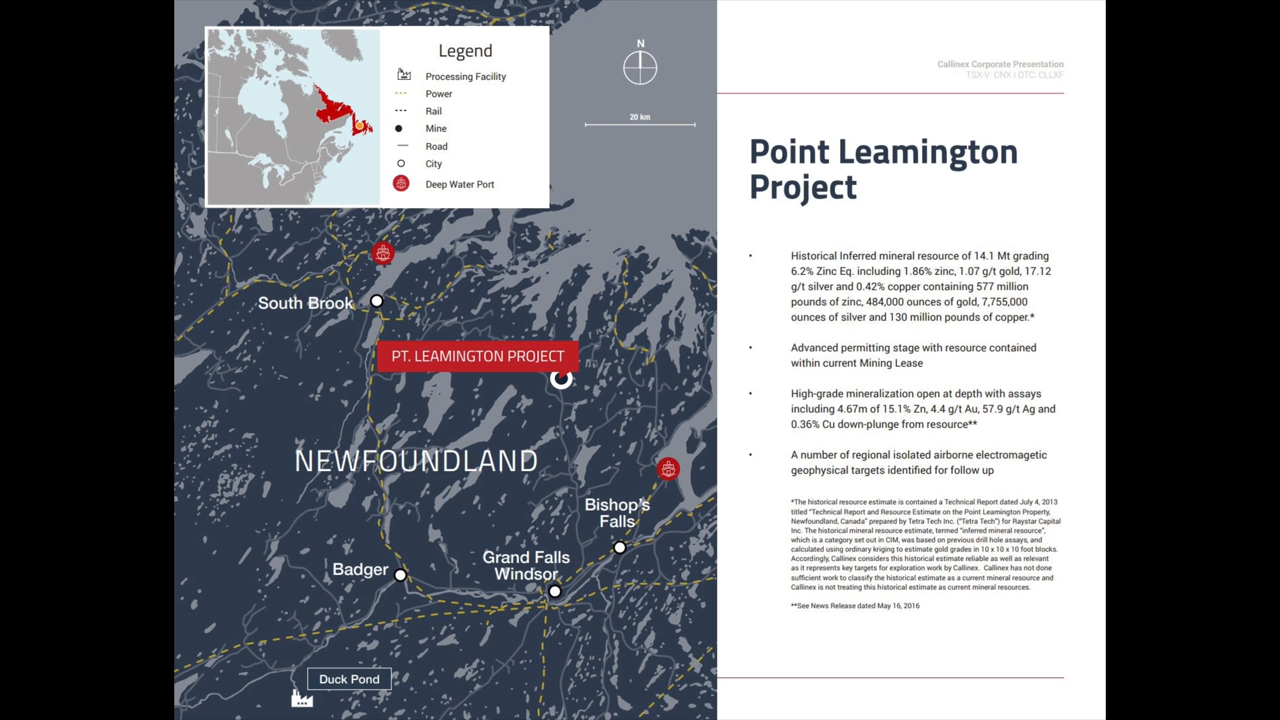 Legend
Processing Facility
Power
Rail
Mine
Road
City
Deep Water Port
N
20 km
South Brook
PT. LEAMINGTON PROJECT
NEWFOUNDLAND
Bishop's
Falls
Grand Falls
Windsor
Badger
Duck Pond
Callinex Corporate Presentation
TSX-V: CNX I OTC: CLLXF
Point Leamington
Project
• Historical Inferred mineral resource of 14.1 Mt grading
6.2% Zinc Eq. including 1.86% zinc, 1.07 g/t gold, 17.12
g/t silver and 0.42% copper containing 577 million
pounds of zinc, 484,000 ounces of gold, 7,755,000
ounces of silver and 130 million pounds of copper.*
• Advanced permitting stage with resource contained
within current Mining Lease
• High-grade mineralization open at depth with assays
including 4.67m of 15.1% Zn, 4.4 g/t Au, 57.9 g/t Ag and
0.36% Cu down-plunge from resource**
• A number of regional isolated airborne electromagetic
geophysical targets identified for follow up
*The historical resource estimate is contained a Technical Report dated July 4, 2013
titled "Technical Report and Resource Estimate on the Point Leamington Property,
Newfoundland, Canada" prepared by Tetra Tech Inc. ("Tetra Tech") for Raystar Capital
Inc. The historical mineral resource estimate, termed "inferred mineral resource",
which is a category set out in CIM, was based on previous drill hole assays, and
calculated using ordinary kriging to estimate gold grades in 10 x 10 x 10 foot blocks.
Accordingly, Callinex considers this historical estimate reliable as well as relevant
as it represents key targets for exploration work by Callinex. Callinex has not done
sufficient work to classify the historical estimate as a current mineral resource and
Callinex is not treating this historical estimate as current mineral resources.
**See News Release dated May 16, 2016